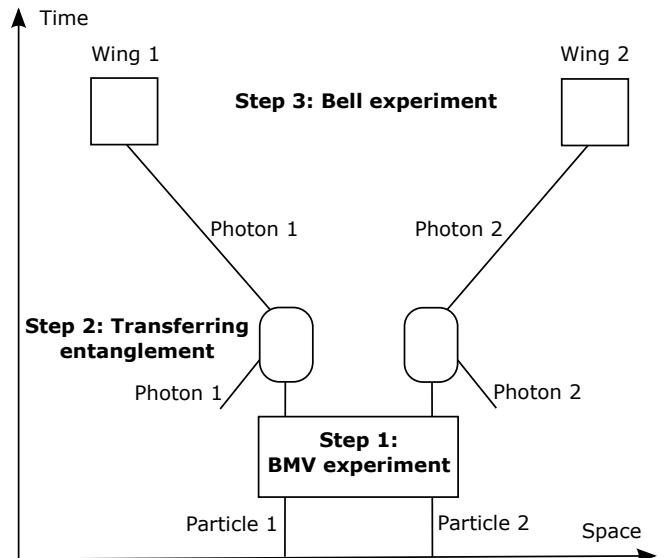 Time
Wing 1
Wing 2
Step 3: Bell experiment
Photon 1
Photon 2
Step 2: Transferring
entanglement
Photon 1
Photon 2
Step 1:
BMV experiment
Particle 1
Particle 2
Space